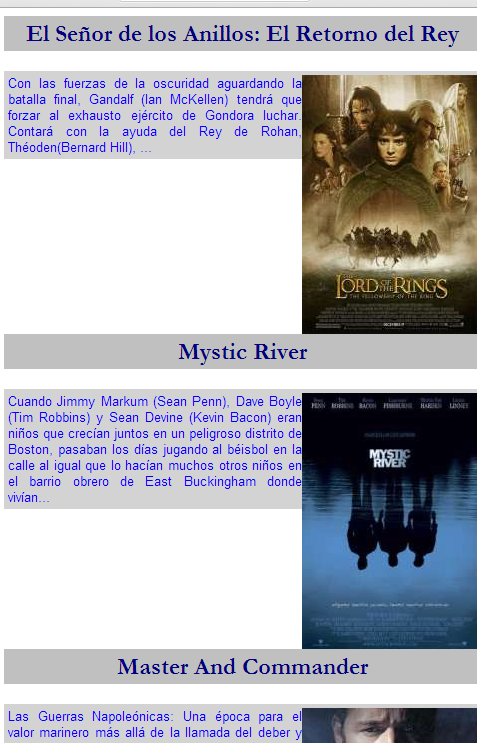 El Señor de los Anillos: El Retorno del Rey
Con las fuerzas de la oscuridad aguardando la
batalla final, Gandalf (Ian McKellen) tendrá que
forzar al exhausto ejército de Gondora luchar.
Contará con la ayuda del Rey de Rohan,
Théoden(Bernard Hill), ...
THE
LORD OF THE RINGS
THE FELLOWSHIP OF THE RING
Mystic River
Cuando Jimmy Markum (Sean Penn), Dave Boyle
(Tim Robbins) y Sean Devine (Kevin Bacon) eran
niños que crecían juntos en un peligroso distrito de
Boston, pasaban los días jugando al béisbol en la
calle al igual que lo hacían muchos otros niños en
el barrio obrero de East Buckingham donde
vivían...
PENN ROBBINS BACON FISHBURNE HARDEN LINNEY
MYSTIC
RIVER
Master And Commander
Las Guerras Napoleónicas: Una época para el
valor marinero más allá de la llamada del deber y